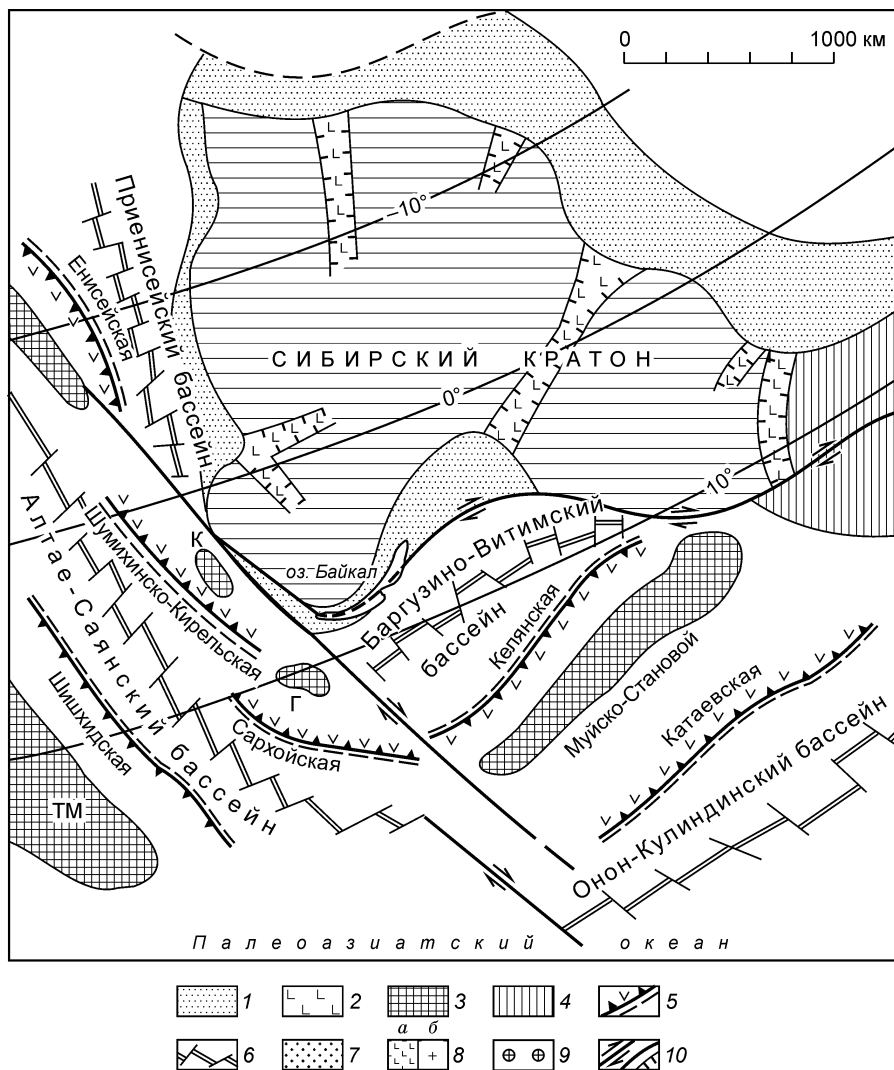 0 1000 км
−10°
Приенисейский бассейн
Енисейская
СИБИРСКИЙ КРАТОН
0°
10°
Алтае-Саянский бассейн
Шумихинско-Кирельская
К
оз. Байкал
Баргузино-Витимский
бассейн
Келянская
Муйско-Становой
Шишхидская
Г
Сархойская
Катаевская
ТМ
Онон-Кулиндинский бассейн
Палеоазиатский океан
1 2 3 4 5
а б
6 7 8 9 10